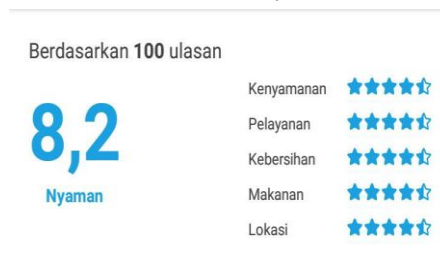 Berdasarkan 100 ulasan
8,2
Nyaman
Kenyamanan
Pelayanan
Kebersihan
Makanan
Lokasi